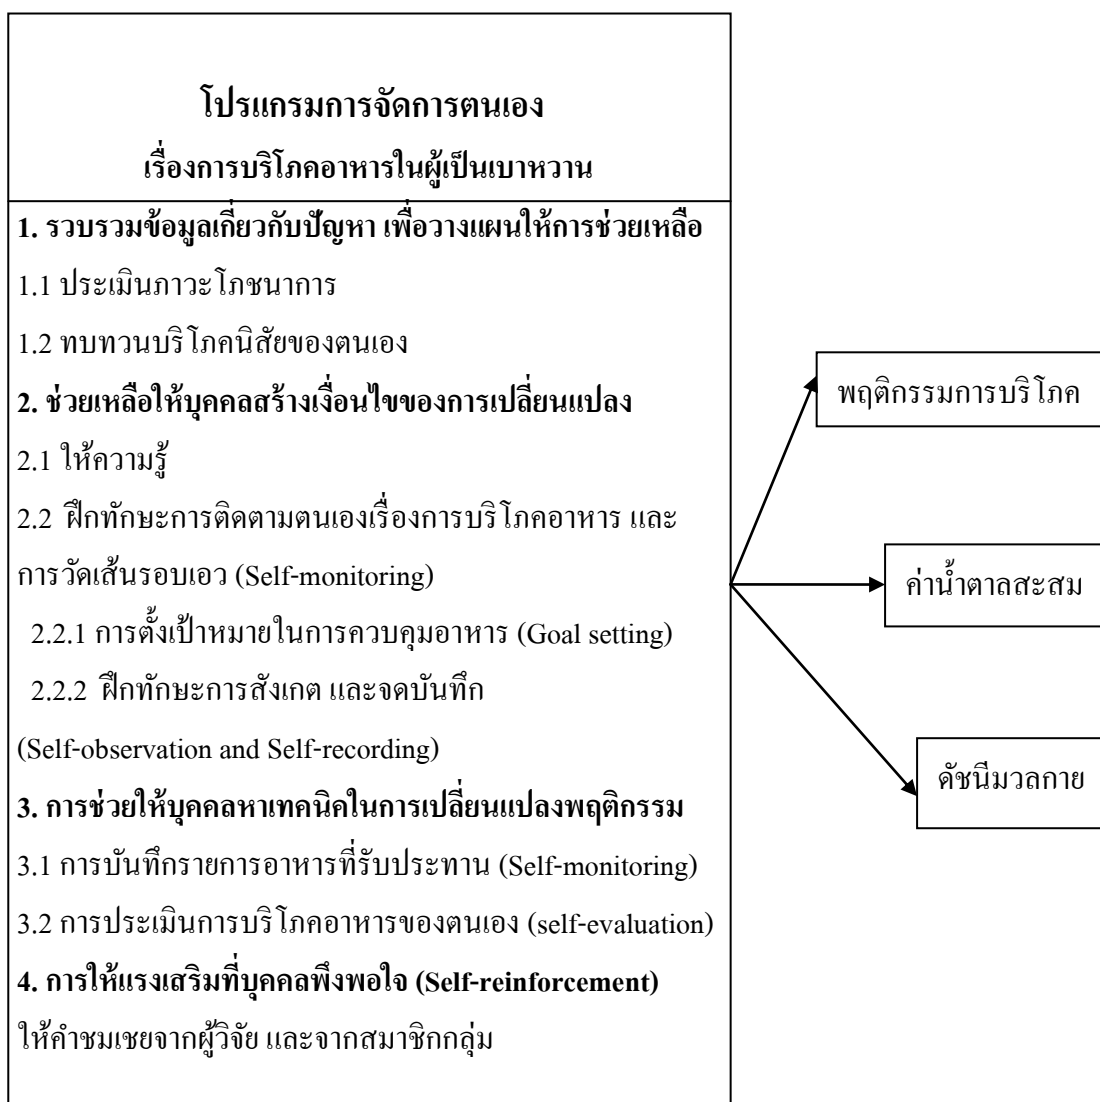 โปรแกรมการจัดการตนเอง
เรื่องการบริโภคอาหารในผู้เป็นเบาหวาน
1. รวบรวมข้อมูลเกี่ยวกับปัญหา เพื่อวางแผนให้การช่วยเหลือ
1.1 ประเมินภาวะโภชนาการ
1.2 ทบทวนบริโภคนิสัยของตนเอง
2. ช่วยเหลือให้บุคคลสร้างเงื่อนไขของการเปลี่ยนแปลง
2.1 ให้ความรู้
2.2 ฝึกทักษะการติดตามตนเองเรื่องการบริโภคอาหาร และ
การวัดเส้นรอบเอว (Self-monitoring)
2.2.1 การตั้งเป้าหมายในการควบคุมอาหาร (Goal setting)
2.2.2 ฝึกทักษะการสังเกต และจดบันทึก
(Self-observation and Self-recording)
3. การช่วยให้บุคคลหาเทคนิคในการเปลี่ยนแปลงพฤติกรรม
3.1 การบันทึกรายการอาหารที่รับประทาน (Self-monitoring)
3.2 การประเมินการบริโภคอาหารของตนเอง (self-evaluation)
4. การให้แรงเสริมที่บุคคลพึงพอใจ (Self-reinforcement)
ให้คำชมเชยจากผู้วิจัย และจากสมาชิกกลุ่ม
พฤติกรรมการบริโภค
ค่าน้ำตาลสะสม
ดัชนีมวลกาย